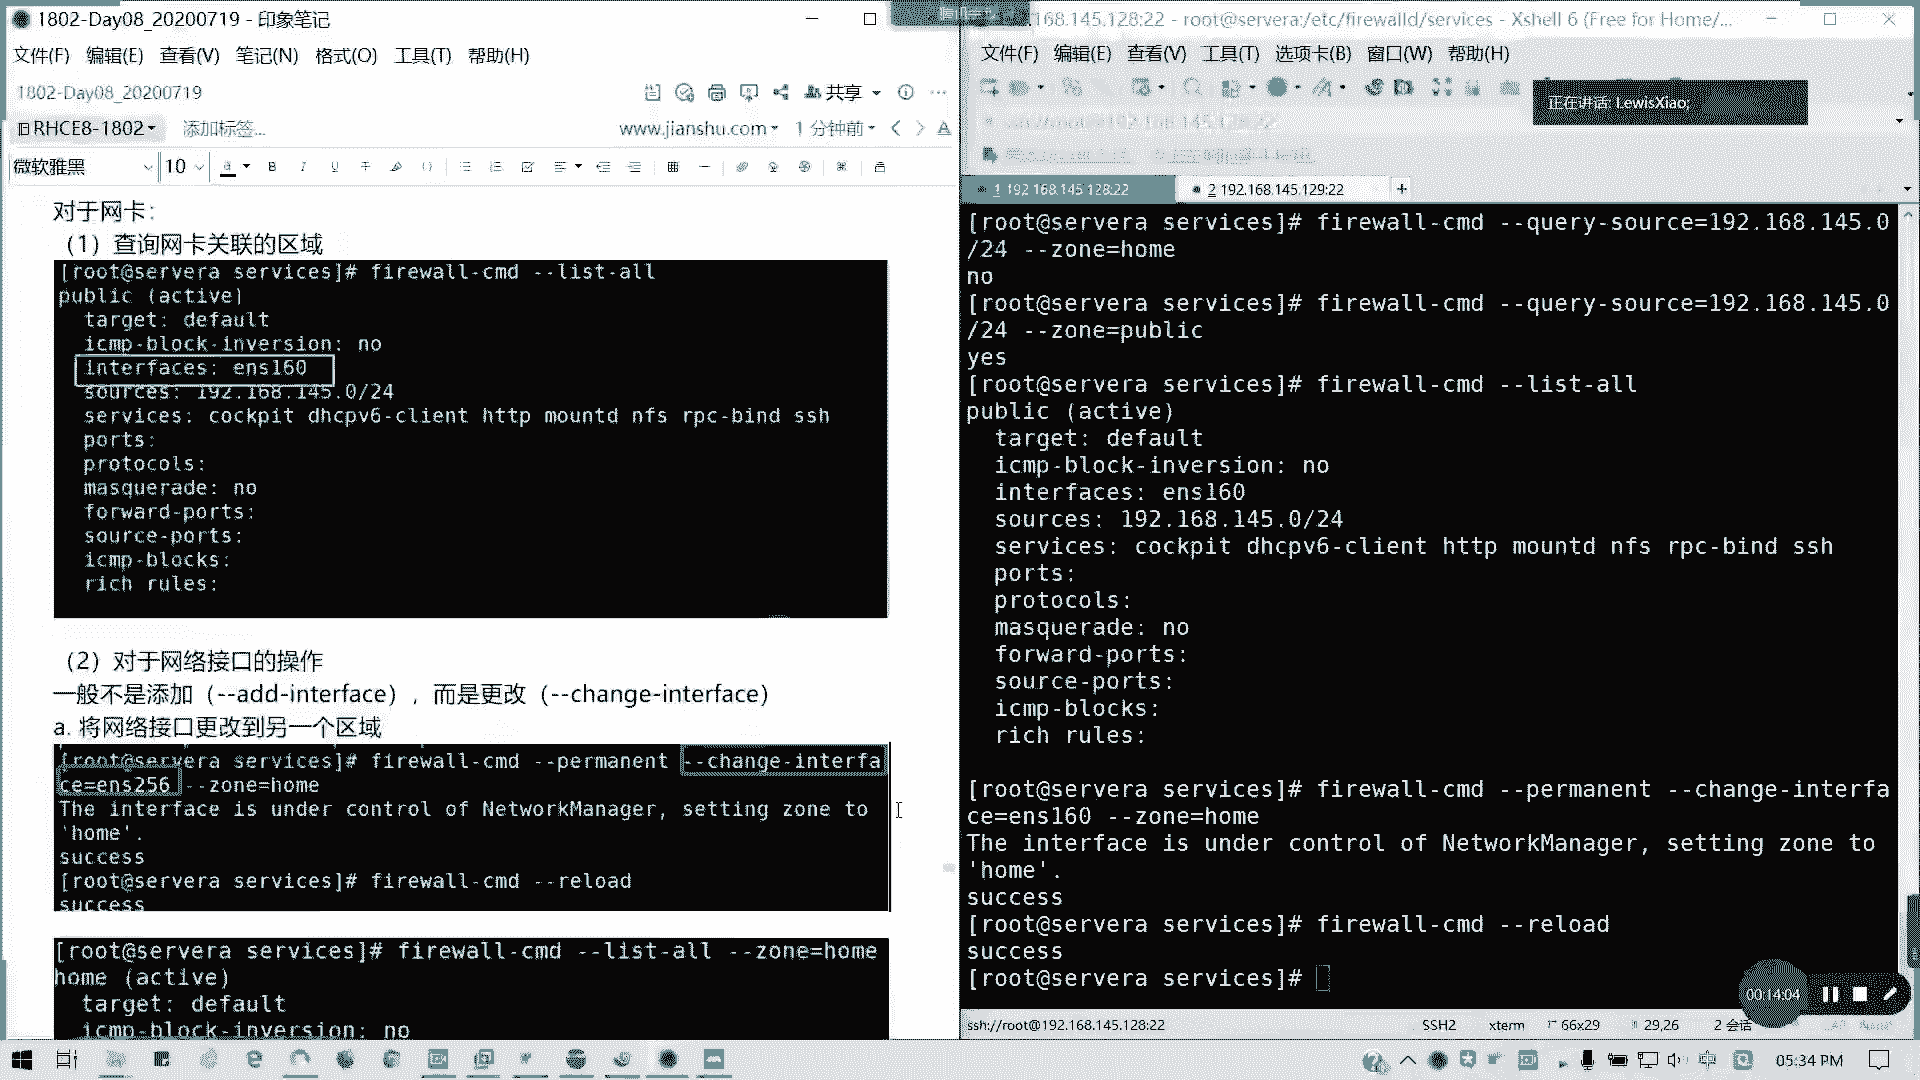 1802-Day08_20200719 - 印象笔记
文件(F) 编辑(E) 查看(V) 笔记(N) 格式(O) 工具(T) 帮助(H)
1802-Day08_20200719
共享
RHCE8-1802
添加标签...
www.jianshu.com
1 分钟前
微软雅黑
10
对于网卡：
（1）查询网卡关联的区域
[root@servera services]# firewall-cmd --list-all
public (active)
target: default
icmp-block-inversion: no
interfaces: ens160
sources: 192.168.145.0/24
services: cockpit dhcpv6-client http mountd nfs rpc-bind ssh
ports:
protocols:
masquerade: no
forward-ports:
source-ports:
icmp-blocks:
rich rules:
（2）对于网络接口的操作
一般不是添加（--add-interface），而是更改（--change-interface）
a. 将网络接口更改到另一个区域
[root@servera services]# firewall-cmd --permanent --change-interfa
ce=ens256 --zone=home
The interface is under control of NetworkManager, setting zone to
'home'.
success
[root@servera services]# firewall-cmd --reload
success
[root@servera services]# firewall-cmd --list-all --zone=home
home (active)
target: default
icmp-block-inversion: no
168.145.128:22 - root@servera:/etc/firewalld/services - Xshell 6 (Free for Home/...
文件(F) 编辑(E) 查看(V) 工具(T) 选项卡(B) 窗口(W) 帮助(H)
正在讲话: LewisXiao;
1 192.168.145.128:22
2 192.168.145.129:22
[root@servera services]# firewall-cmd --query-source=192.168.145.0
/24 --zone=home
no
[root@servera services]# firewall-cmd --query-source=192.168.145.0
/24 --zone=public
yes
[root@servera services]# firewall-cmd --list-all
public (active)
target: default
icmp-block-inversion: no
interfaces: ens160
sources: 192.168.145.0/24
services: cockpit dhcpv6-client http mountd nfs rpc-bind ssh
ports:
protocols:
masquerade: no
forward-ports:
source-ports:
icmp-blocks:
rich rules:
[root@servera services]# firewall-cmd --permanent --change-interfa
ce=ens160 --zone=home
The interface is under control of NetworkManager, setting zone to
'home'.
success
[root@servera services]# firewall-cmd --reload
success
[root@servera services]#
00:14:04
ssh://root@192.168.145.128:22
SSH2
xterm
66x29
29,26
2 会话
中
05:34 PM